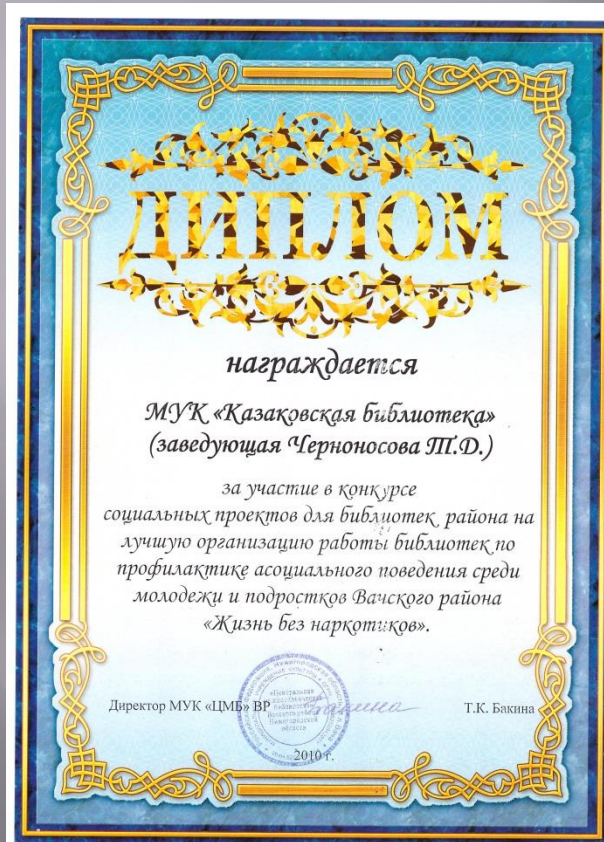 ДИПЛОМ
награждается
МУК «Казаковская библиотека»
(заведующая Черноносова Т.Д.)
за участие в конкурсе
социальных проектов для библиотек района на
лучшую организацию работы библиотек по
профилактике асоциального поведения среди
молодежи и подростков Вачского района
«Жизнь без наркотиков».
Директор МУК «ЦМБ» ВР
Т.К. Бакина
2010 г.